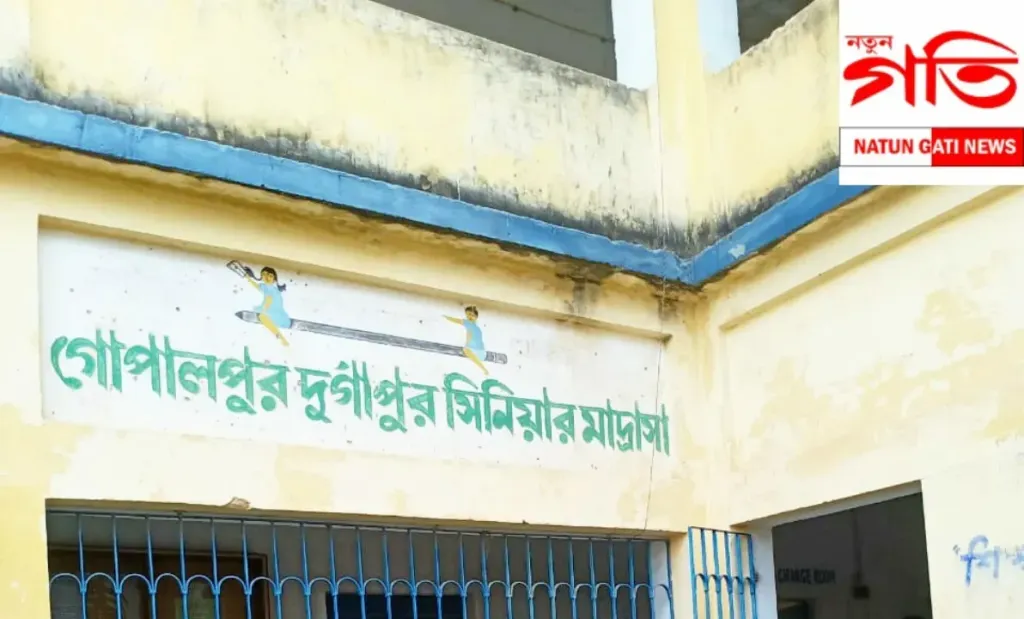 নতুন
গতি
NATUN GATI NEWS
গোপালপুর দুর্গাপুর সিনিয়ার মাদ্রাসা